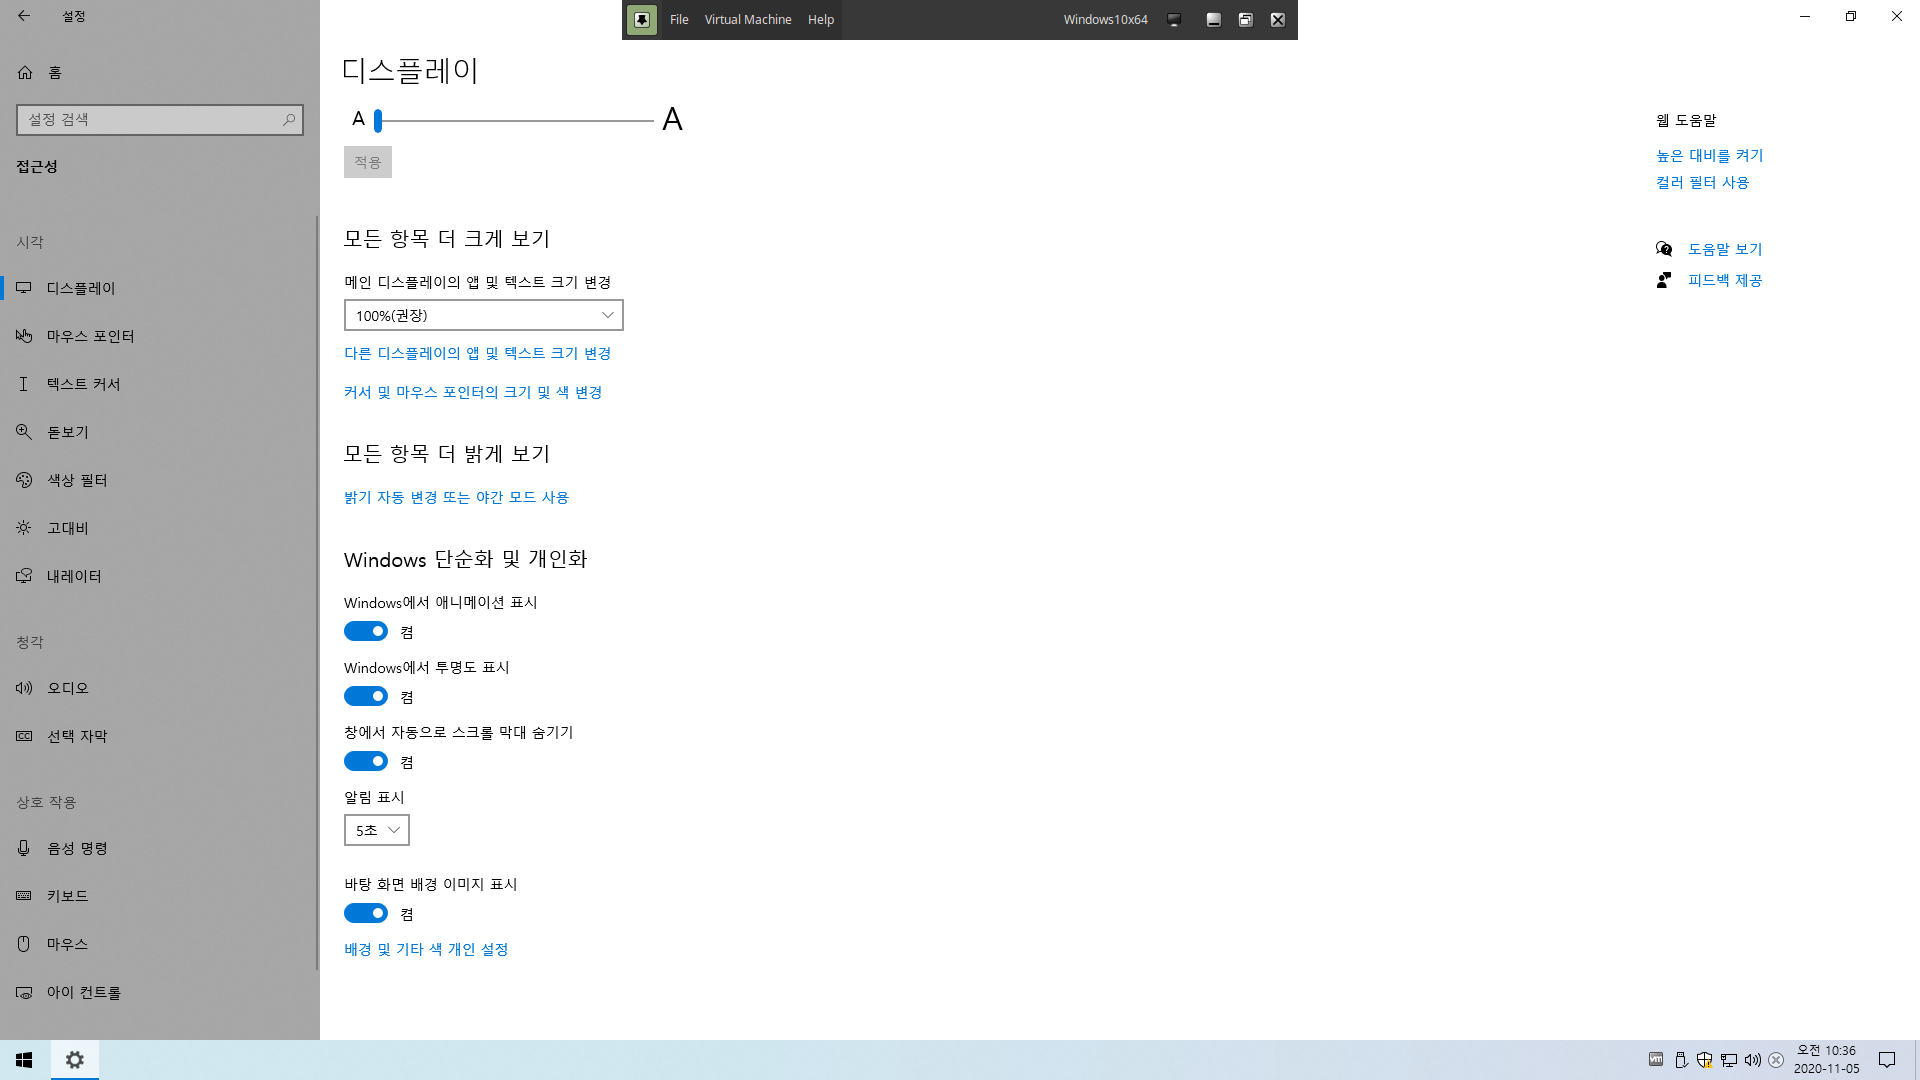 설정
File Virtual Machine Help Windows10x64
홈
설정 검색
접근성
시각
디스플레이
마우스 포인터
텍스트 커서
돋보기
색상 필터
고대비
내레이터
청각
오디오
선택 자막
CC
상호 작용
음성 명령
키보드
마우스
아이 컨트롤
디스플레이
A A
적용
모든 항목 더 크게 보기
메인 디스플레이의 앱 및 텍스트 크기 변경
100%(권장)
다른 디스플레이의 앱 및 텍스트 크기 변경
커서 및 마우스 포인터의 크기 및 색 변경
모든 항목 더 밝게 보기
밝기 자동 변경 또는 야간 모드 사용
Windows 단순화 및 개인화
Windows에서 애니메이션 표시
켬
Windows에서 투명도 표시
켬
창에서 자동으로 스크롤 막대 숨기기
켬
알림 표시
5초
바탕 화면 배경 이미지 표시
켬
배경 및 기타 색 개인 설정
웹 도움말
높은 대비를 켜기
컬러 필터 사용
도움말 보기
피드백 제공
vm
오전 10:36
2020-11-05